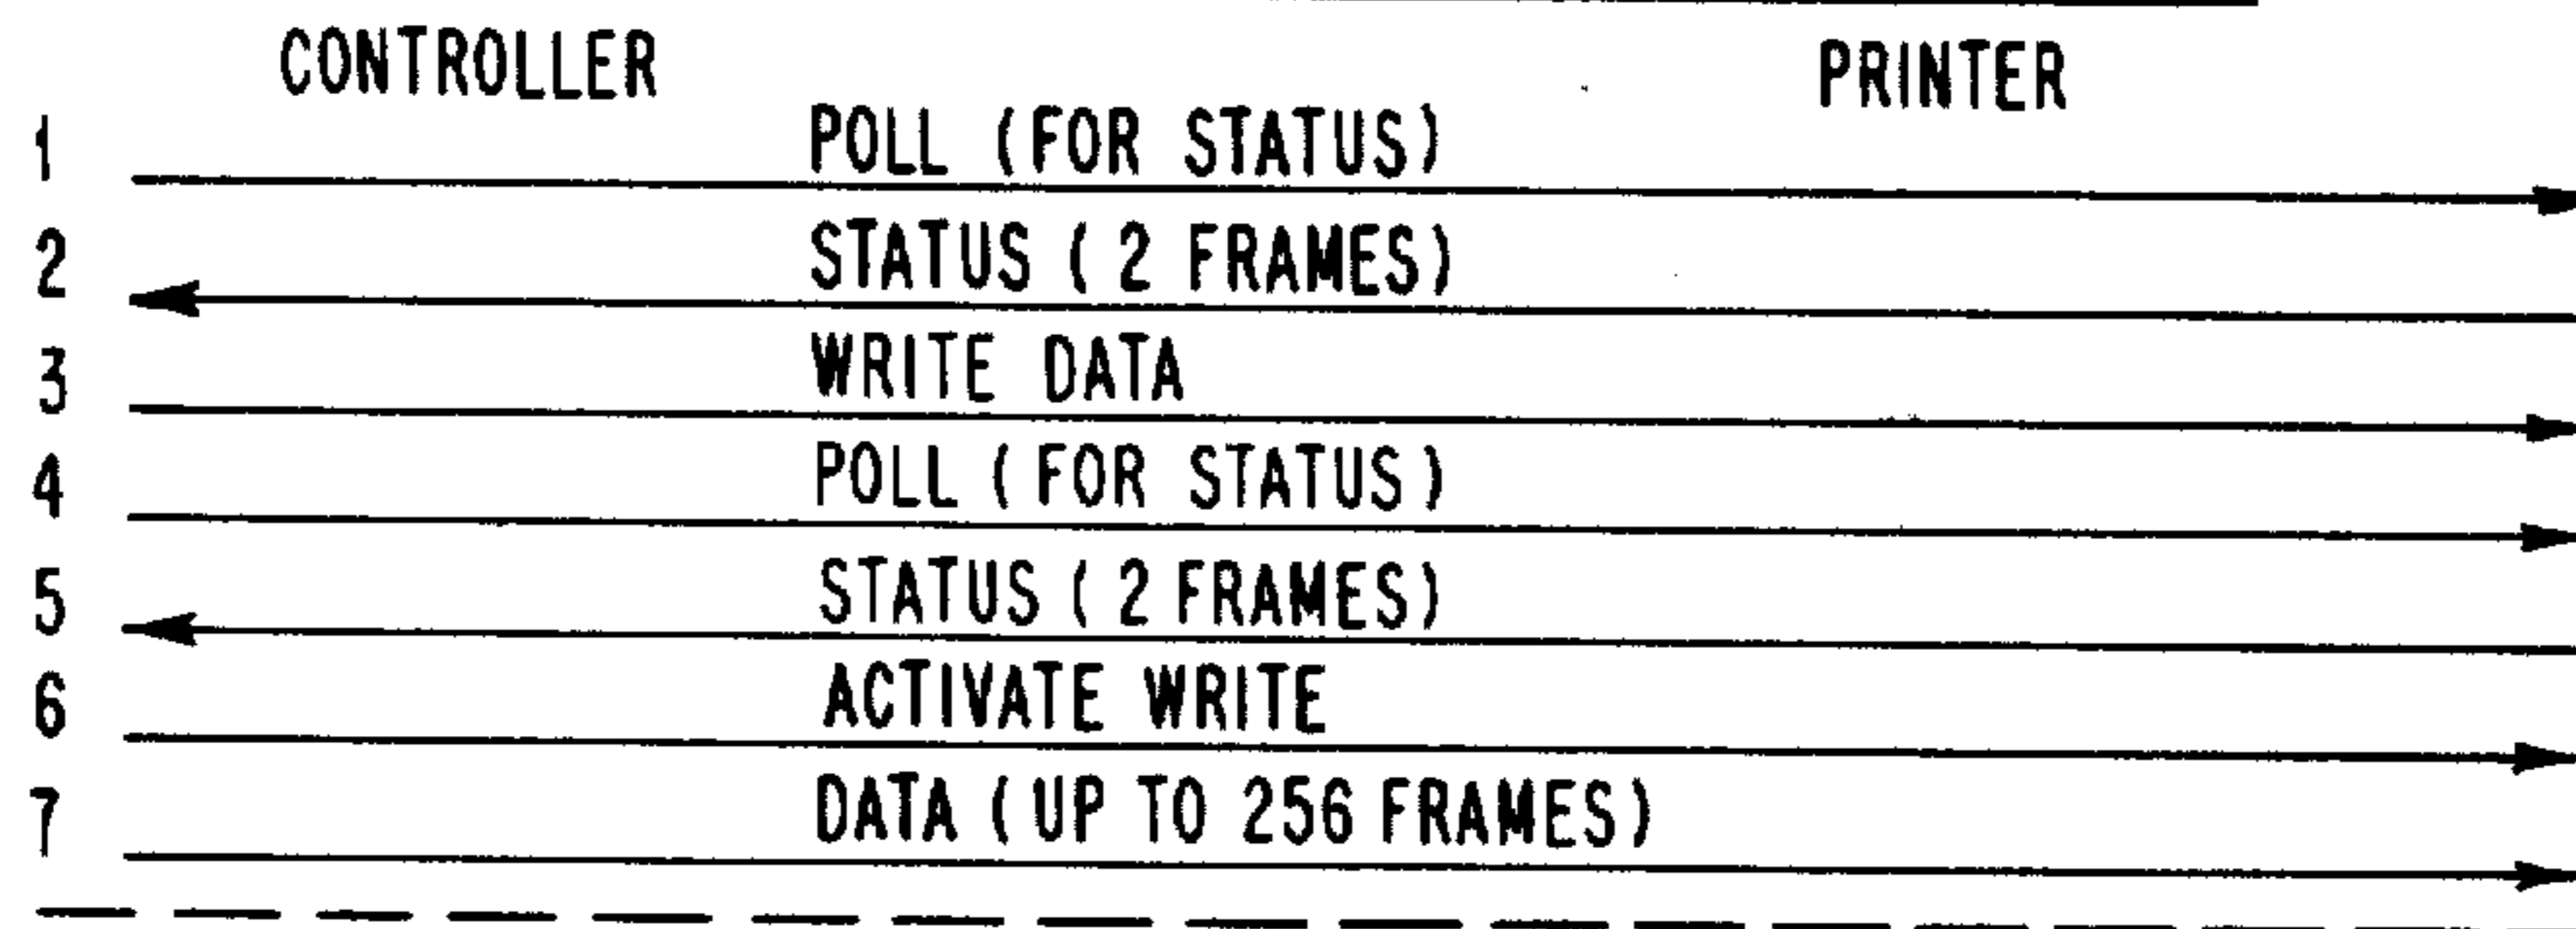 CONTROLLER PRINTER
1 POLL (FOR STATUS)
2 STATUS (2 FRAMES)
3 WRITE DATA
4 POLL (FOR STATUS)
5 STATUS (2 FRAMES)
6 ACTIVATE WRITE
7 DATA (UP TO 256 FRAMES)